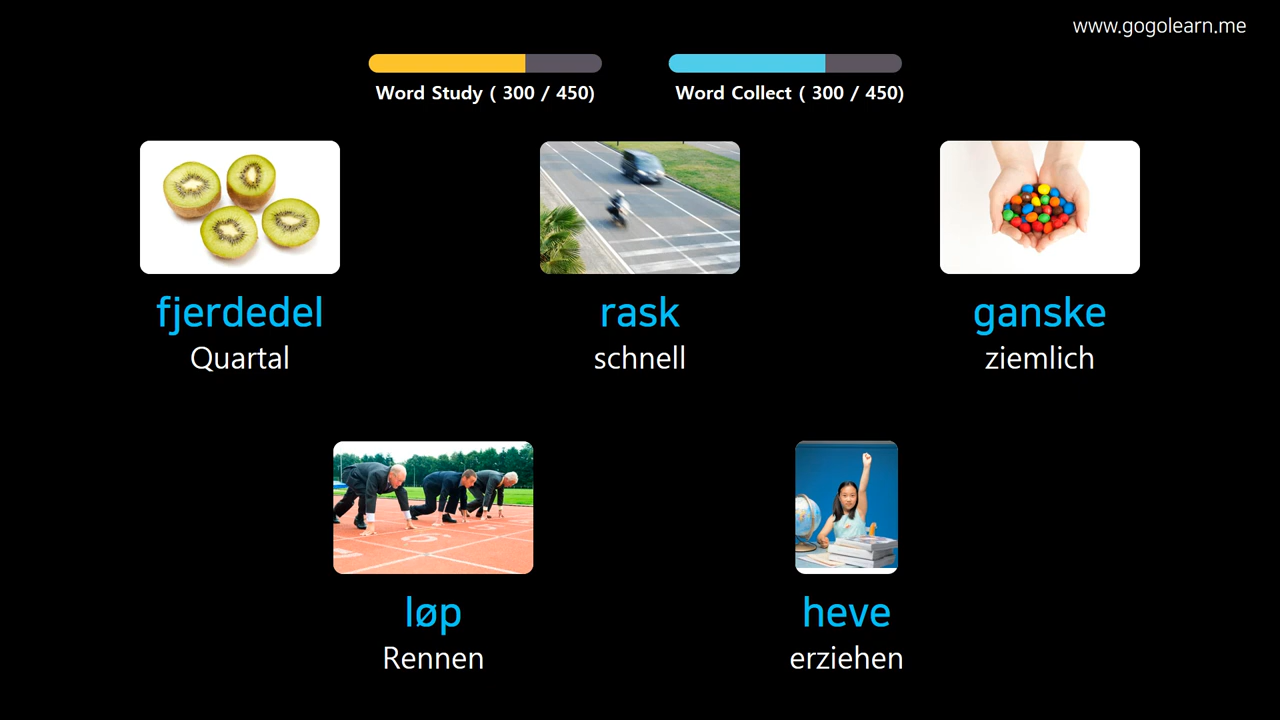 www.gogolearn.me
Word Study ( 300 / 450)
Word Collect ( 300 / 450)
fjerdedel
Quartal
rask
schnell
ganske
ziemlich
løp
Rennen
heve
erziehen